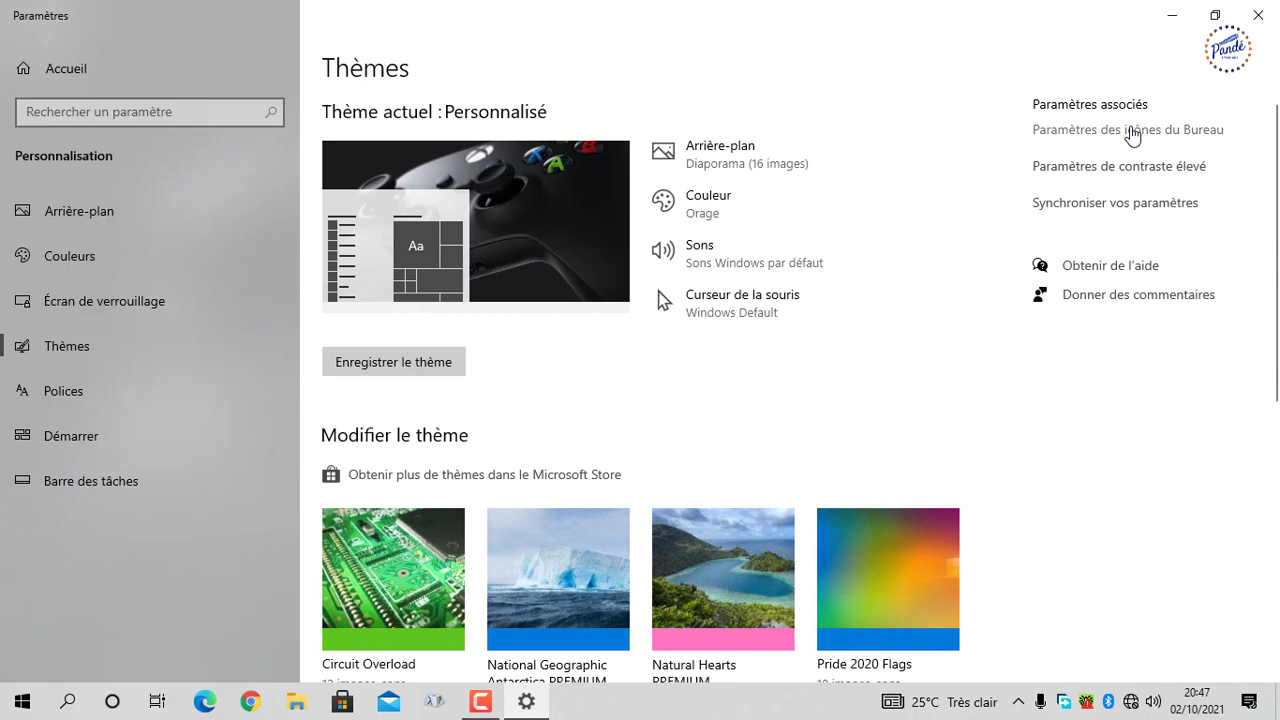 Paramètres
Accueil
Rechercher un paramètre
Personnalisation
Arrière-plan
Couleurs
Écran de verrouillage
Thèmes
Polices
Démarrer
Barre des tâches
Thèmes
Thème actuel : Personnalisé
Aa
Arrière-plan
Diaporama (16 images)
Couleur
Orage
Sons
Sons Windows par défaut
Curseur de la souris
Windows Default
Enregistrer le thème
Modifier le thème
Obtenir plus de thèmes dans le Microsoft Store
Circuit Overload
National Geographic
Antarctica PREMIUM
Natural Hearts
PREMIUM
Pride 2020 Flags
Pandé
Paramètres associés
Paramètres des icônes du Bureau
Paramètres de contraste élevé
Synchroniser vos paramètres
Obtenir de l'aide
Donner des commentaires
25°C Très clair
20:47
02/10/2021